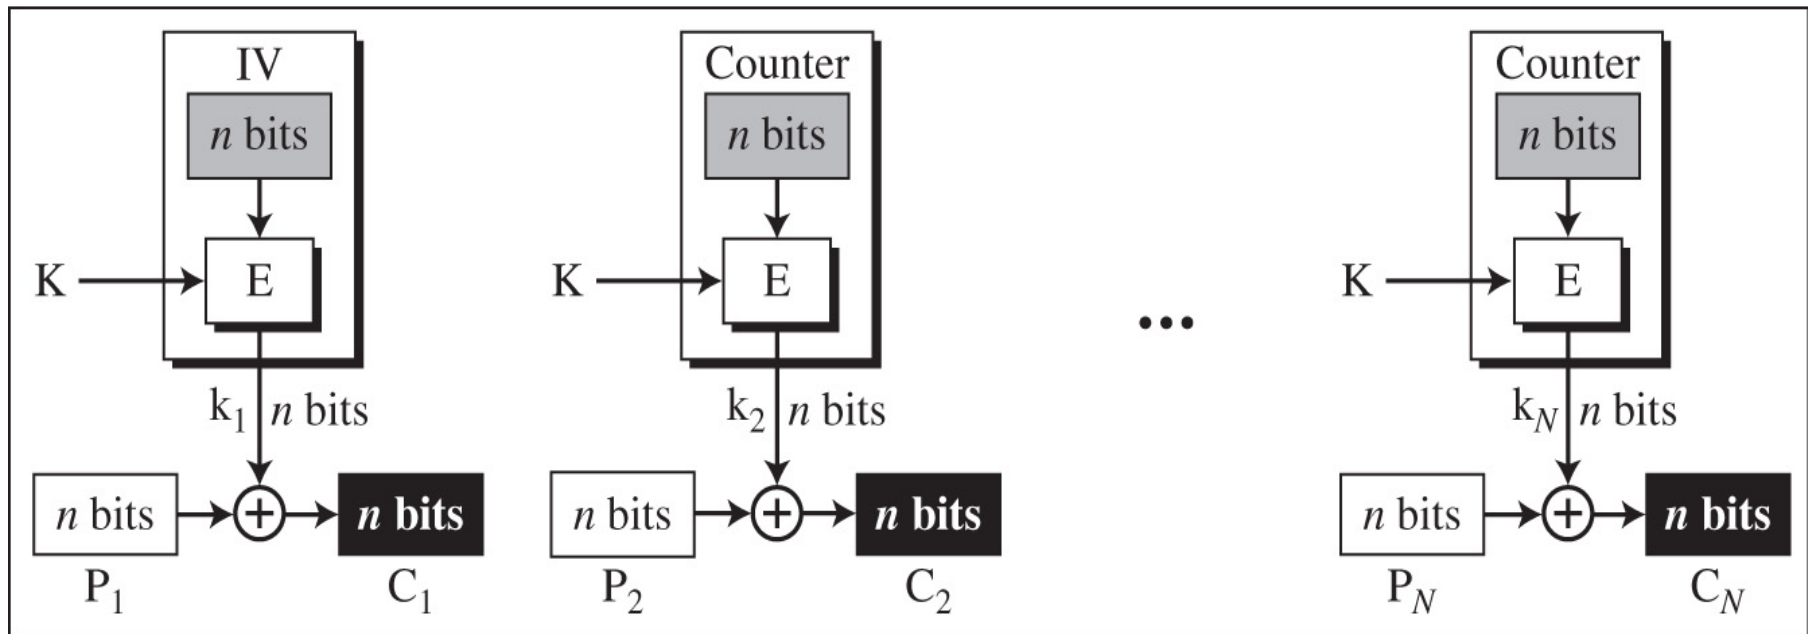 IV Counter Counter
n bits n bits n bits
K E K E ... K E
k1 n bits k2 n bits kN n bits
n bits + n bits n bits + n bits n bits + n bits
P1 C1 P2 C2 PN CN